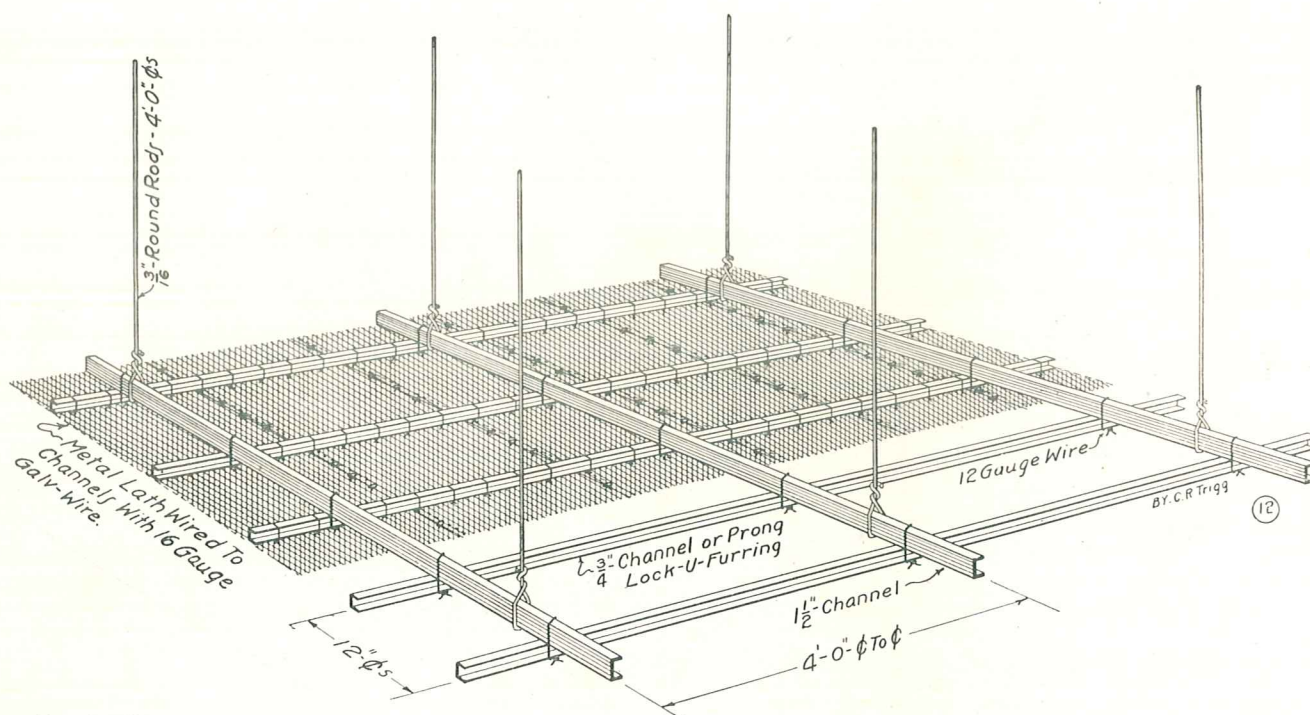 3/16"-Round Rods-4'-0"-₵s
Metal Lath Wired To
Channels With 16 Gauge
Galv-Wire.
12 Gauge Wire
BY. C.R Trigg
12
3/4" Channel or Prong
Lock-U-Furring
1 1/2"-Channel
12"-₵s
4'-0"-₵ To ₵